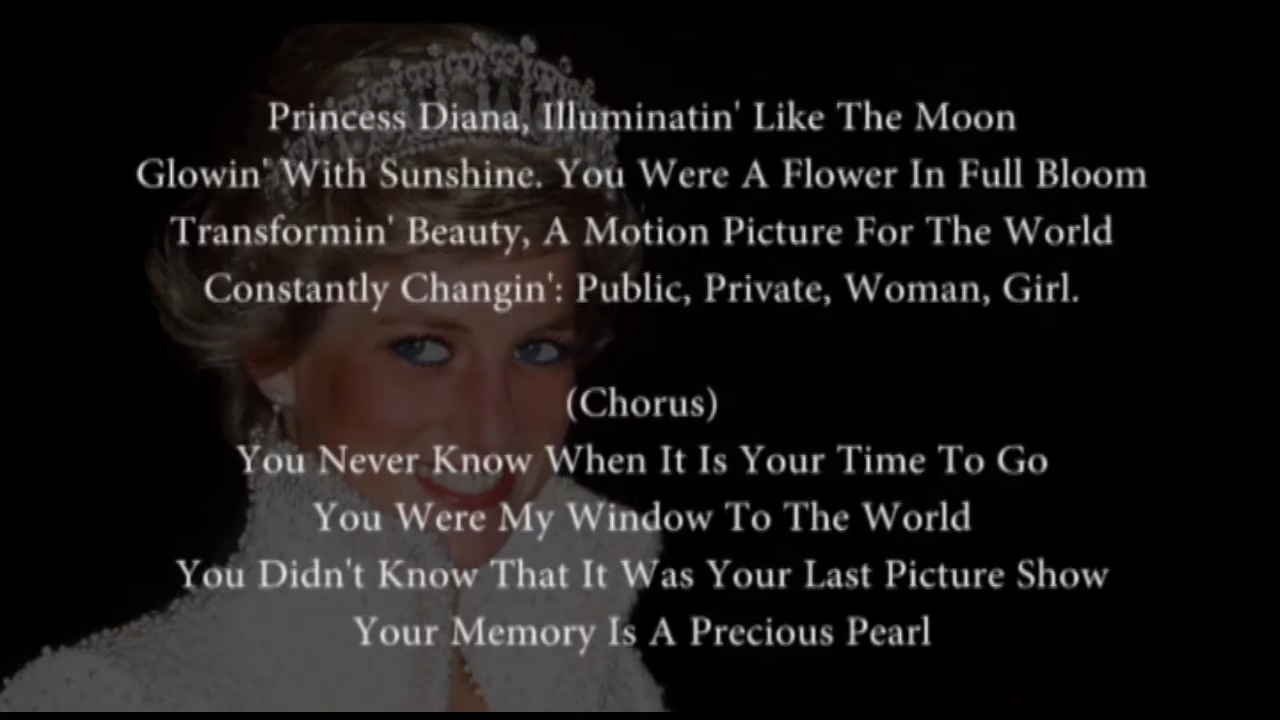 Princess Diana, Illuminatin' Like The Moon
Glowin' With Sunshine. You Were A Flower In Full Bloom
Transformin' Beauty, A Motion Picture For The World
Constantly Changin': Public, Private, Woman, Girl.
(Chorus)
You Never Know When It Is Your Time To Go
You Were My Window To The World
You Didn't Know That It Was Your Last Picture Show
Your Memory Is A Precious Pearl